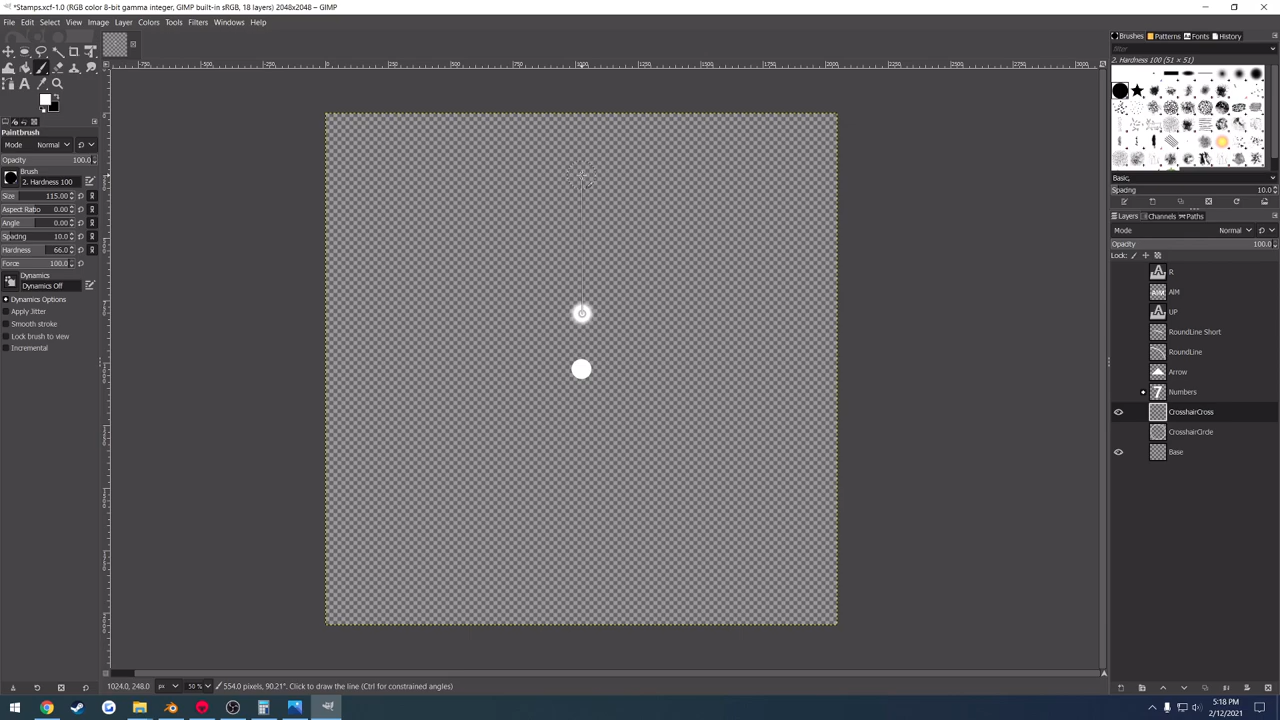 *Stamps.xcf-1.0 (RGB color 8-bit gamma integer, GIMP built-in sRGB, 18 layers) 2048x2048 – GIMP
File Edit Select View Image Layer Colors Tools Filters Windows Help
Brushes Patterns Fonts History
filter
2. Hardness 100 (51 × 51)
Paintbrush
Mode Normal
Opacity 100.0
Brush
2. Hardness 100
Size 115.00
Aspect Ratio 0.00
Angle 0.00
Spacing 10.0
Hardness 66.0
Force 100.0
Dynamics
Dynamics Off
Dynamics Options
Apply Jitter
Smooth stroke
Lock brush to view
Incremental
Basic,
Spacing 10.0
Layers Channels Paths
Mode Normal
Opacity 100.0
Lock:
R
AIM
UP
RoundLine Short
RoundLine
Arrow
7 Numbers
CrosshairCross
CrosshairCircle
Base
1024.0, 248.0 px 50 % 554.0 pixels, 90.21°. Click to draw the line (Ctrl for constrained angles)
5:18 PM
2/12/2021